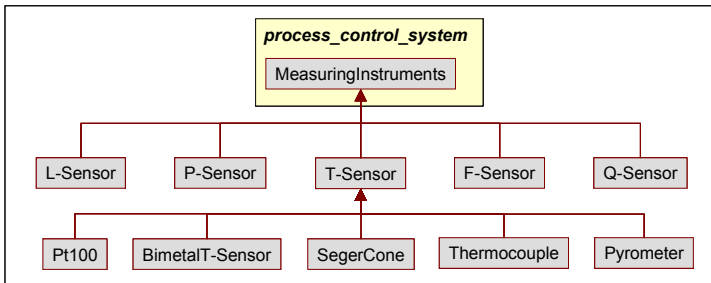 process_control_system
MeasuringInstruments
L-Sensor P-Sensor T-Sensor F-Sensor Q-Sensor
Pt100 BimetalT-Sensor SegerCone Thermocouple Pyrometer